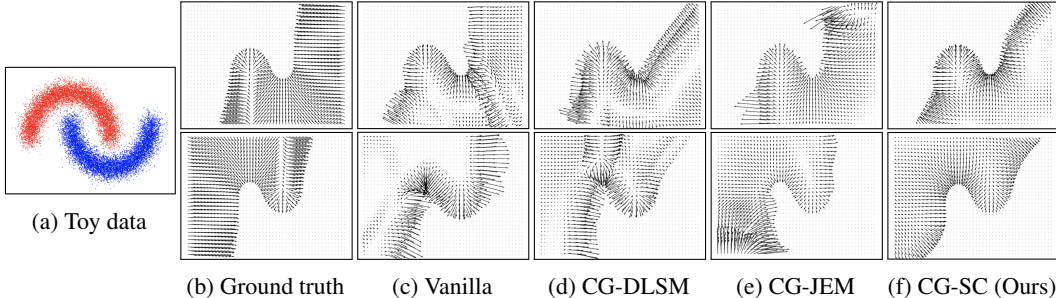 (a) Toy data
(b) Ground truth
(c) Vanilla
(d) CG-DLSM
(e) CG-JEM
(f) CG-SC (Ours)